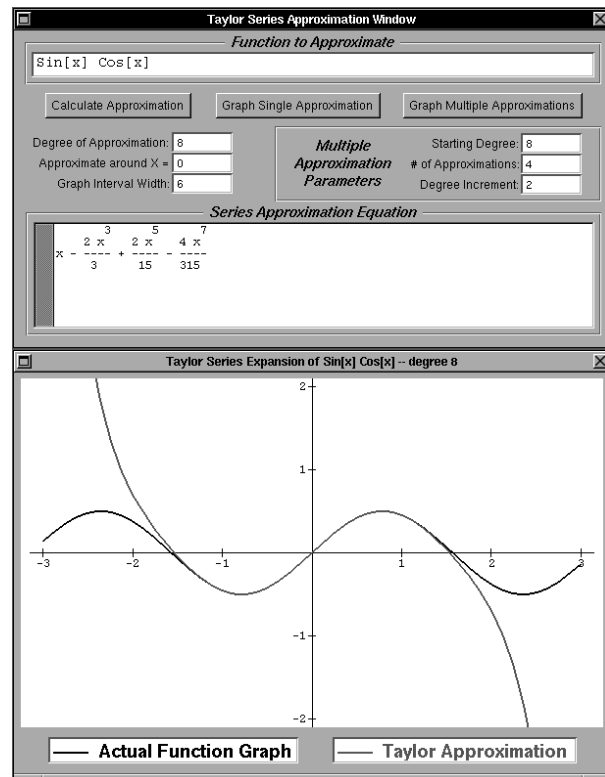 Taylor Series Approximation Window
Function to Approximate
Sin[x] Cos[x]
Calculate Approximation Graph Single Approximation Graph Multiple Approximations
Degree of Approximation: 8
Approximate around X = 0
Graph Interval Width: 6
Multiple
Approximation
Parameters
Starting Degree: 8
# of Approximations: 4
Degree Increment: 2
Series Approximation Equation
3 5 7
2 x 2 x 4 x
x - ---- + ---- - ----
3 15 315
Taylor Series Expansion of Sin[x] Cos[x] -- degree 8
2
1
-3 -2 -1 1 2 3
-1
-2
Actual Function Graph Taylor Approximation